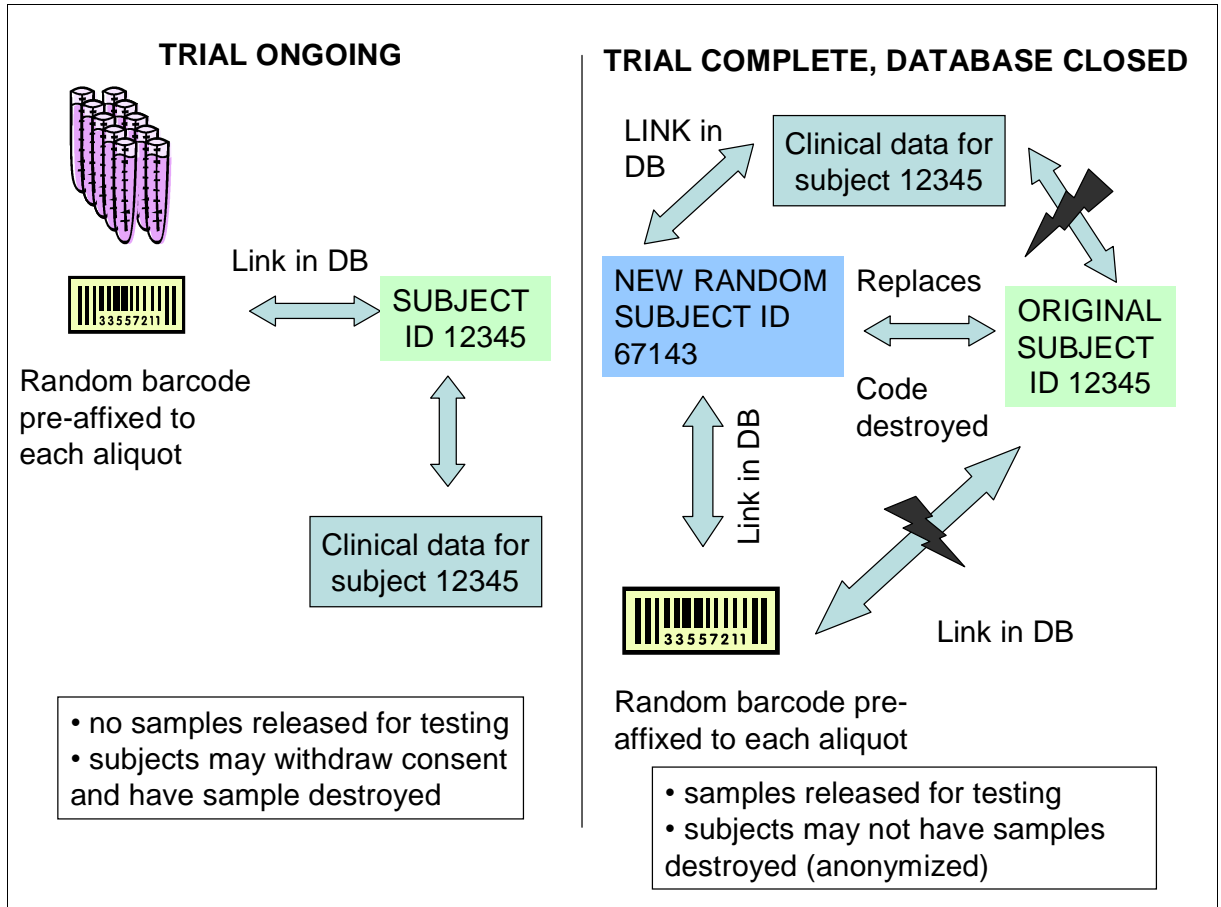 TRIAL ONGOING
33557211
Link in DB
SUBJECT
ID 12345
Random barcode
pre-affixed to
each aliquot
Clinical data for
subject 12345
• no samples released for testing
• subjects may withdraw consent
and have sample destroyed
TRIAL COMPLETE, DATABASE CLOSED
LINK in
DB
Clinical data for
subject 12345
NEW RANDOM
SUBJECT ID
67143
Replaces
Code
destroyed
ORIGINAL
SUBJECT
ID 12345
Link in DB
33557211
Link in DB
Random barcode pre-
affixed to each aliquot
• samples released for testing
• subjects may not have samples
destroyed (anonymized)